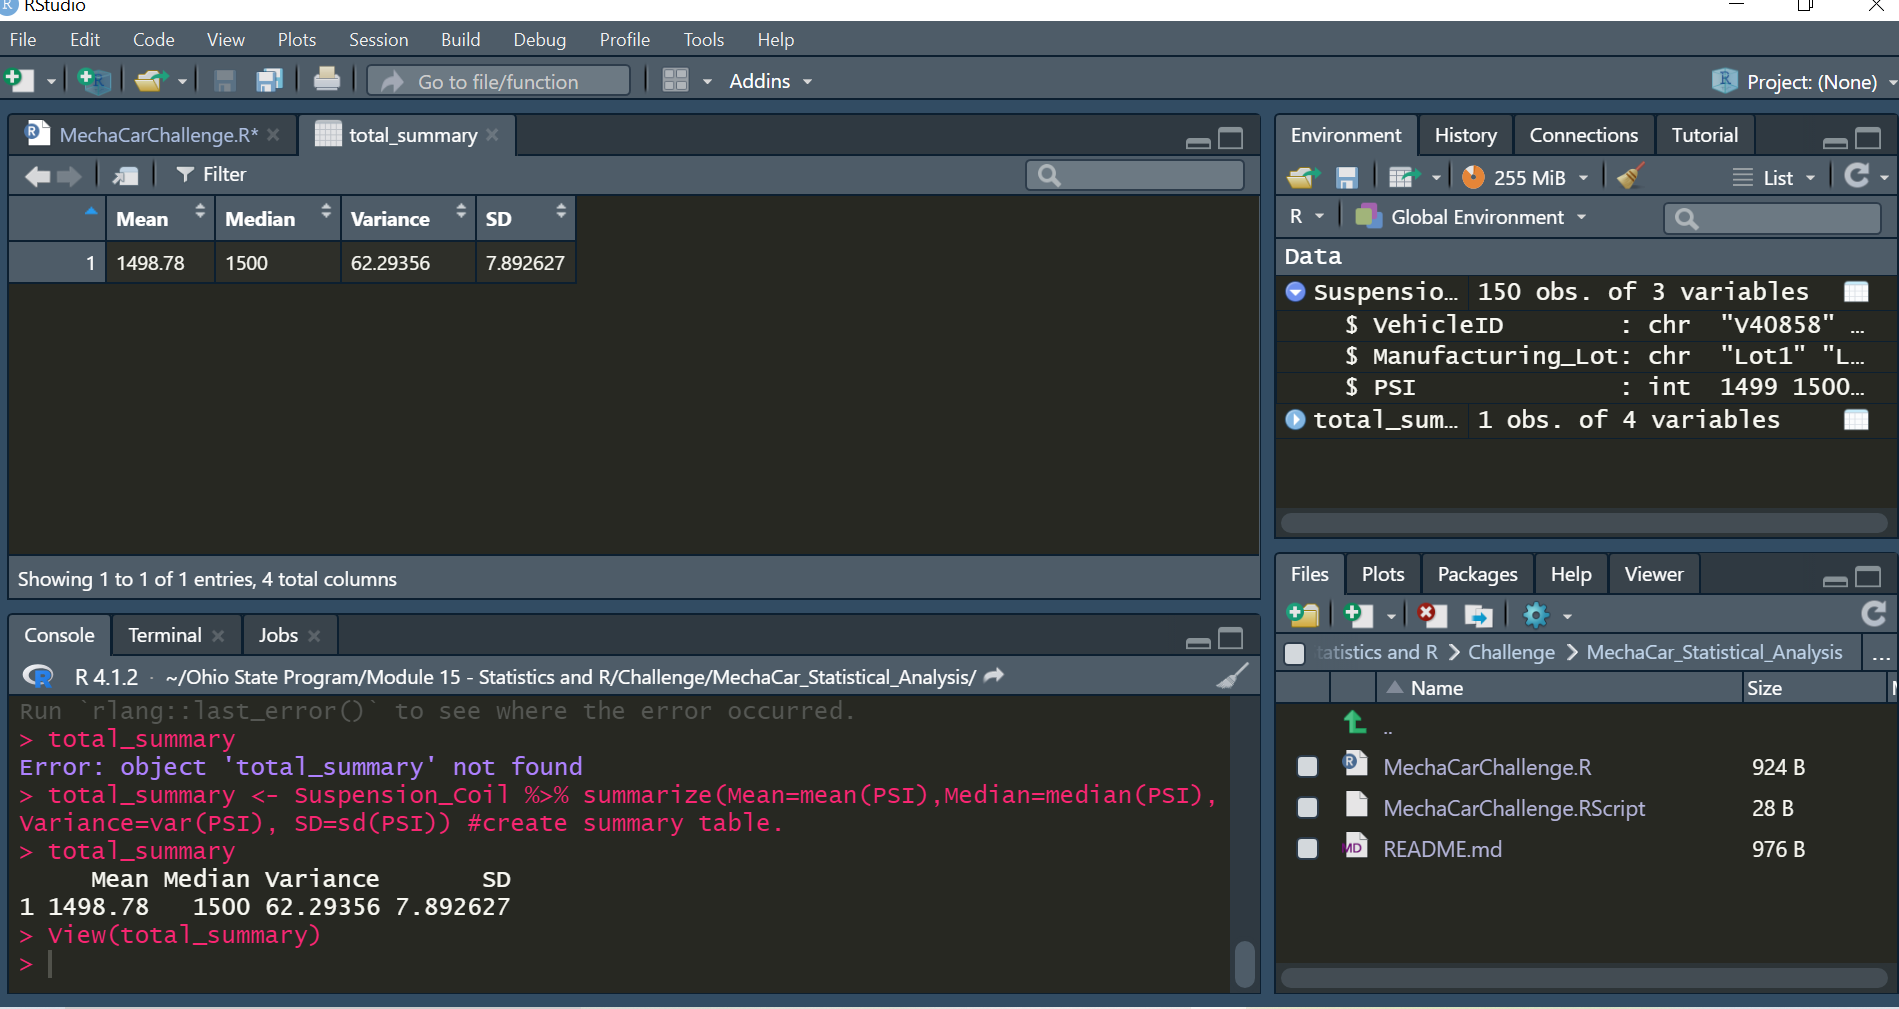 RStudio
File Edit Code View Plots Session Build Debug Profile Tools Help
Go to file/function Addins Project: (None)
MechaCarChallenge.R* total_summary
Filter
Mean Median Variance SD
1 1498.78 1500 62.29356 7.892627
Showing 1 to 1 of 1 entries, 4 total columns
Console Terminal Jobs
R 4.1.2 · ~/Ohio State Program/Module 15 - Statistics and R/Challenge/MechaCar_Statistical_Analysis/
Run `rlang::last_error()` to see where the error occurred.
> total_summary
Error: object 'total_summary' not found
> total_summary <- Suspension_Coil %>% summarize(Mean=mean(PSI),Median=median(PSI),
Variance=var(PSI), SD=sd(PSI)) #create summary table.
> total_summary
Mean Median Variance SD
1 1498.78 1500 62.29356 7.892627
> View(total_summary)
>
Environment History Connections Tutorial
255 MiB List
R Global Environment
Data
Suspensio… 150 obs. of 3 variables
$ VehicleID : chr "V40858" …
$ Manufacturing_Lot: chr "Lot1" "L…
$ PSI : int 1499 1500…
total_sum… 1 obs. of 4 variables
Files Plots Packages Help Viewer
tatistics and R > Challenge > MechaCar_Statistical_Analysis ...
Name Size
..
MechaCarChallenge.R 924 B
MechaCarChallenge.RScript 28 B
README.md 976 B